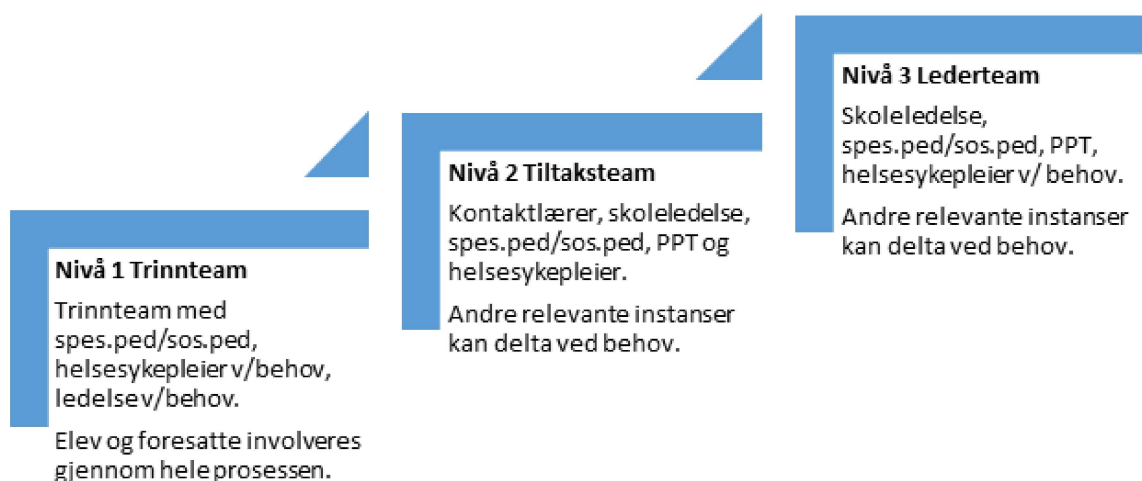 Nivå 1 Trinnteam
Trinnteam med
spes.ped/sos.ped,
helsesykepleier v/behov,
ledelse v/behov.
Elev og foresatte involveres
gjennom hele prosessen.
Nivå 2 Tiltaksteam
Kontaktlærer, skoleledelse,
spes.ped/sos.ped, PPT og
helsesykepleier.
Andre relevante instanser
kan delta ved behov.
Nivå 3 Lederteam
Skoleledelse,
spes.ped/sos.ped, PPT,
helsesykepleier v/ behov.
Andre relevante instanser
kan delta ved behov.